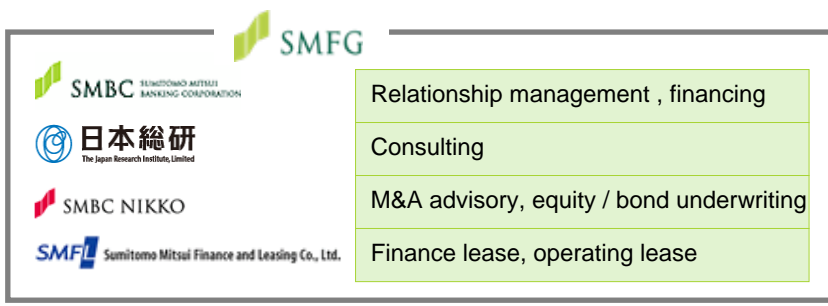 SMFG
SMBC SUMITOMO MITSUI BANKING CORPORATION
Relationship management , financing
日本総研
The Japan Research Institute, Limited
Consulting
SMBC NIKKO
M&A advisory, equity / bond underwriting
SMFL Sumitomo Mitsui Finance and Leasing Co., Ltd.
Finance lease, operating lease